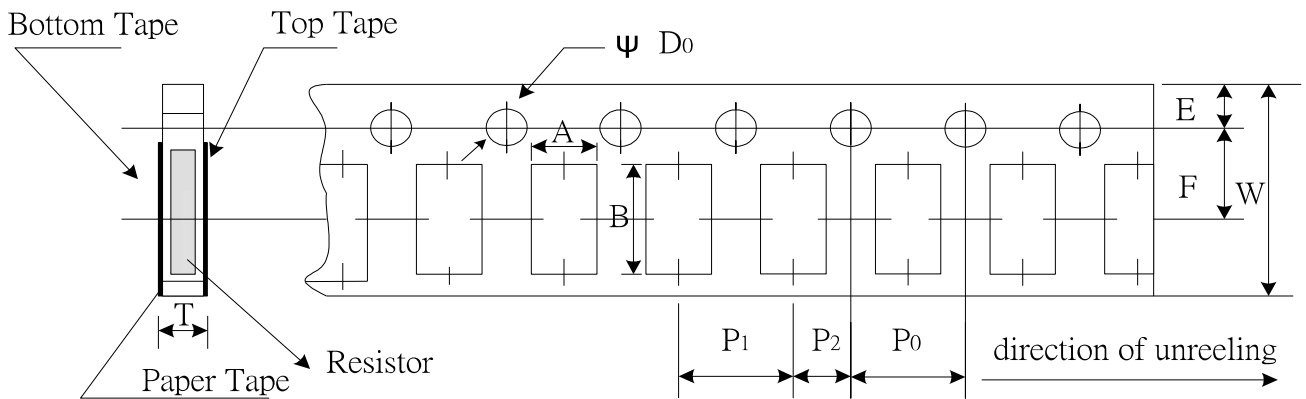 Bottom Tape
Top Tape
Ψ D0
A
B
E
F
W
T
P1
P2
P0
direction of unreeling
Resistor
Paper Tape